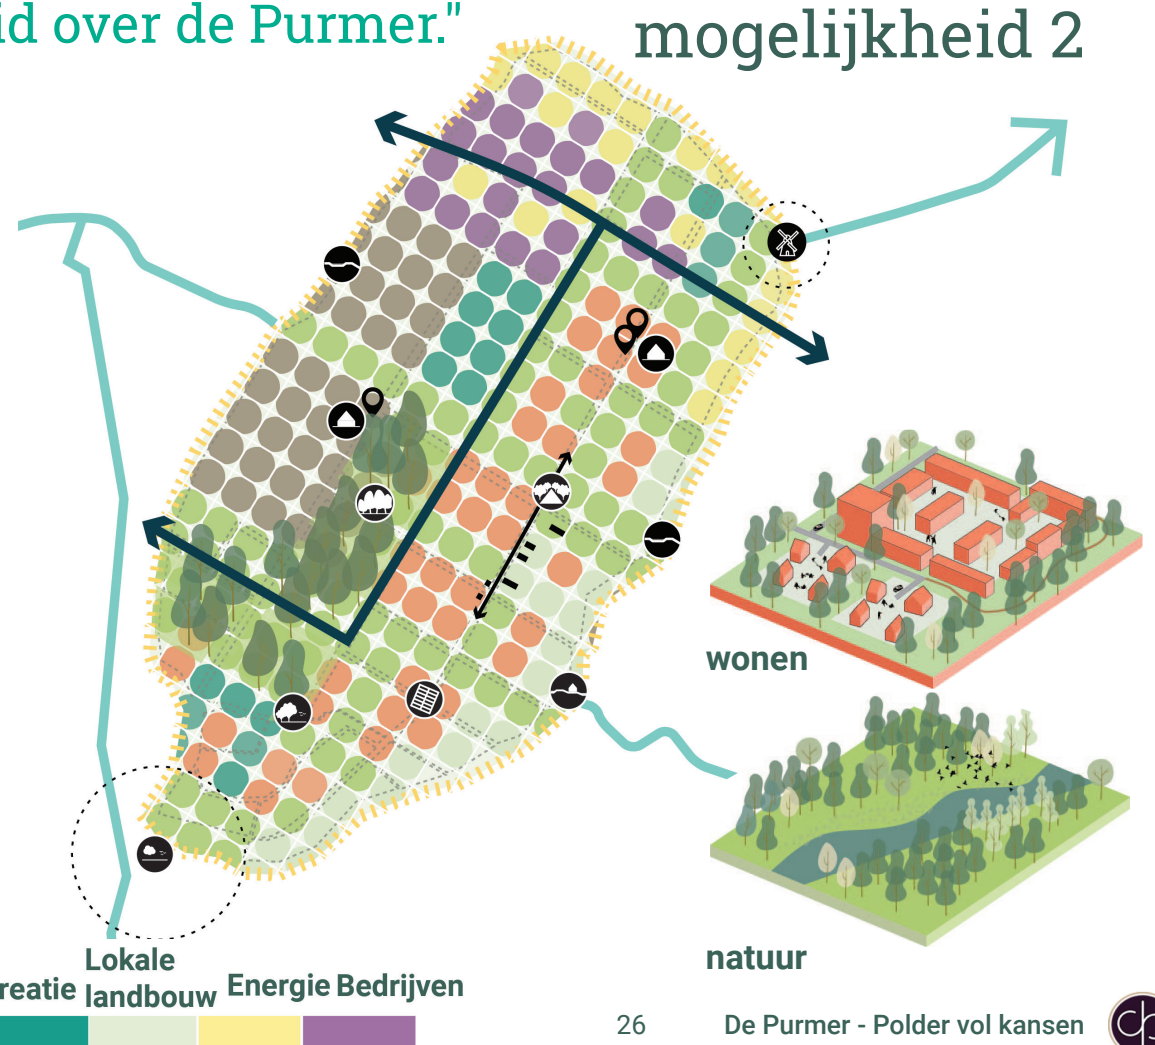 id over de Purmer."
mogelijkheid 2
wonen
natuur
reatie
Lokale
landbouw
Energie
Bedrijven
26
De Purmer - Polder vol kansen